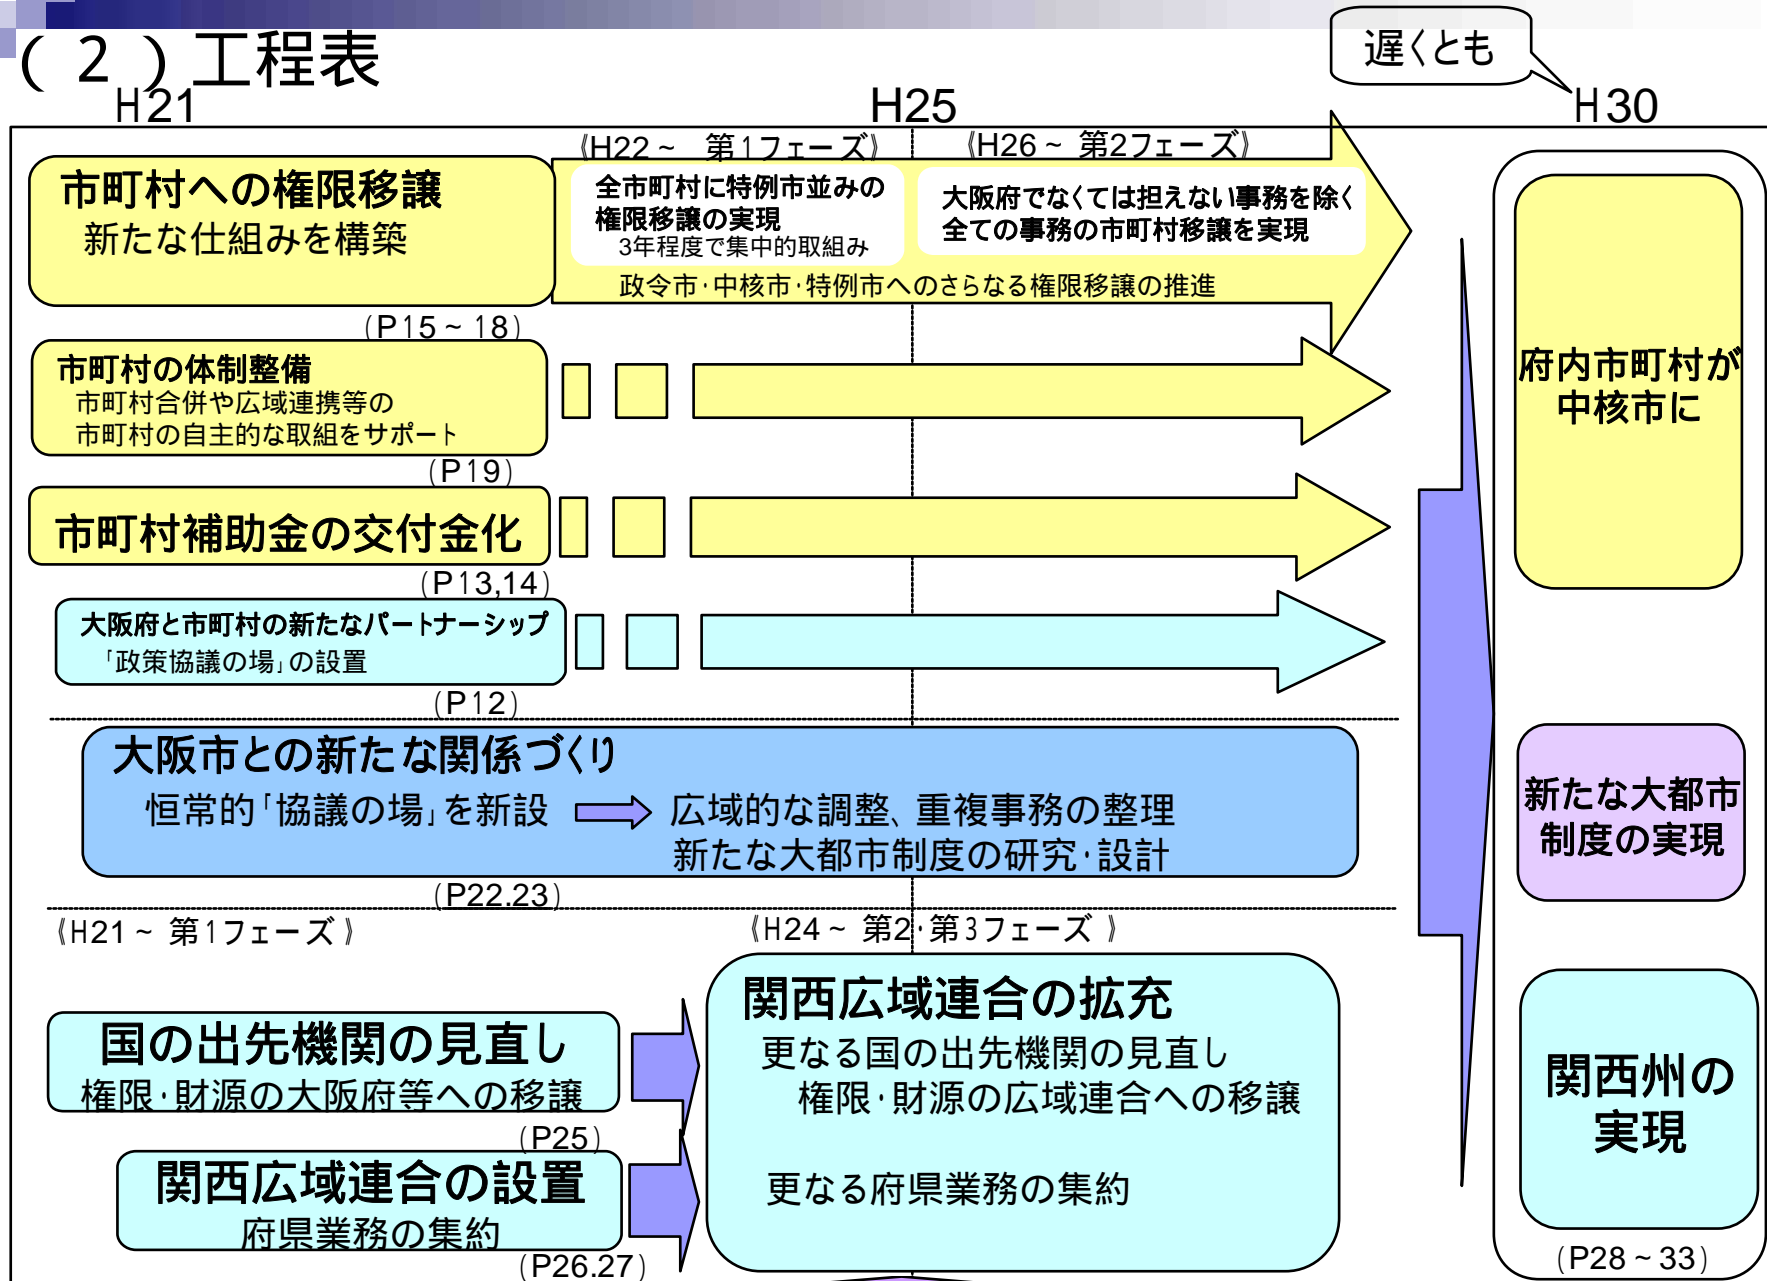 （２）工程表
遅くとも
H21
H25
H30
《H22～　第１フェーズ》
《H26～ 第2フェーズ》
市町村への権限移譲
新たな仕組みを構築
全市町村に特例市並みの
権限移譲の実現
3年程度で集中的取組み
大阪府でなくては担えない事務を除く
全ての事務の市町村移譲を実現
政令市・中核市・特例市へのさらなる権限移譲の推進
（P15～18）
市町村の体制整備
市町村合併や広域連携等の
市町村の自主的な取組をサポート
（P19）
市町村補助金の交付金化
（P13,14）
大阪府と市町村の新たなパートナーシップ
「政策協議の場」の設置
（P12）
府内市町村が
中核市に
大阪市との新たな関係づくり
恒常的「協議の場」を新設
広域的な調整、重複事務の整理
新たな大都市制度の研究・設計
（P22.23）
新たな大都市
制度の実現
《H21～ 第1フェーズ》
《H24～ 第2・第3フェーズ》
国の出先機関の見直し
権限・財源の大阪府等への移譲
（P25）
関西広域連合の設置
府県業務の集約
（P26.27）
関西広域連合の拡充
更なる国の出先機関の見直し
権限・財源の広域連合への移譲
更なる府県業務の集約
関西州の
実現
（P28～33）